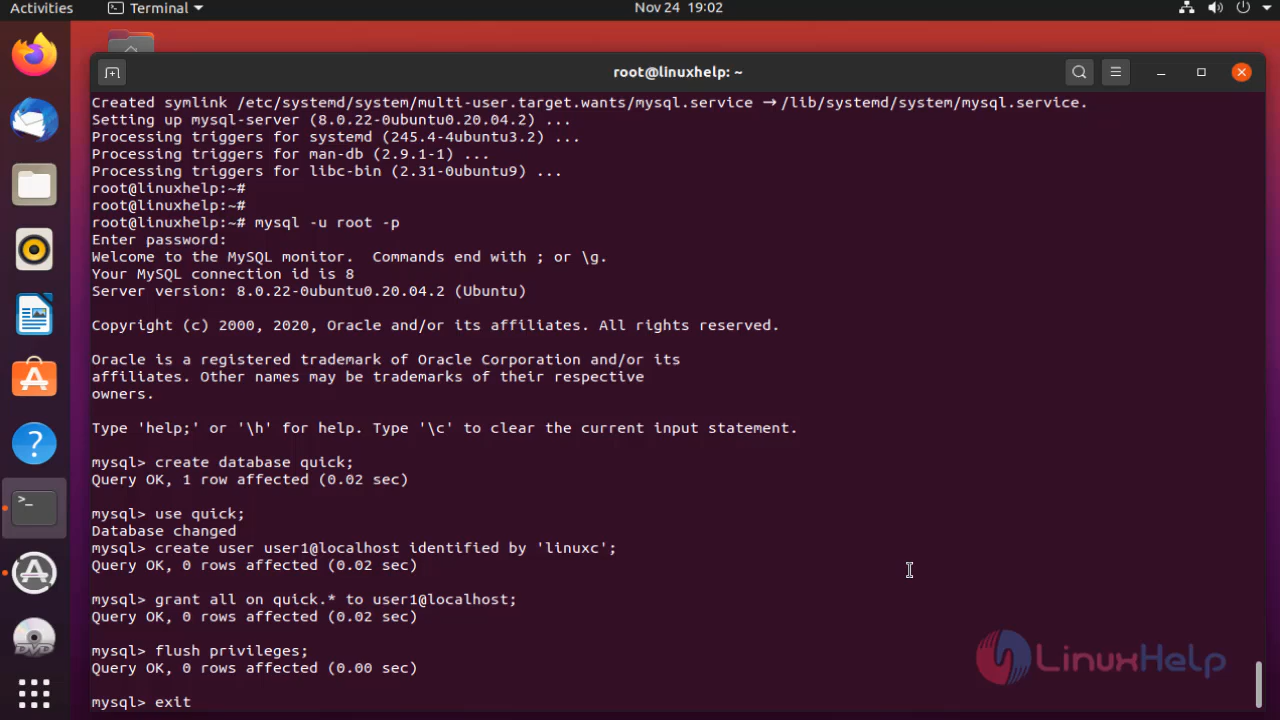 Activities
Terminal
Nov 24 19:02
root@linuxhelp: ~
Created symlink /etc/systemd/system/multi-user.target.wants/mysql.service → /lib/systemd/system/mysql.service.
Setting up mysql-server (8.0.22-0ubuntu0.20.04.2) ...
Processing triggers for systemd (245.4-4ubuntu3.2) ...
Processing triggers for man-db (2.9.1-1) ...
Processing triggers for libc-bin (2.31-0ubuntu9) ...
root@linuxhelp:~#
root@linuxhelp:~#
root@linuxhelp:~# mysql -u root -p
Enter password:
Welcome to the MySQL monitor.  Commands end with ; or \g.
Your MySQL connection id is 8
Server version: 8.0.22-0ubuntu0.20.04.2 (Ubuntu)
Copyright (c) 2000, 2020, Oracle and/or its affiliates. All rights reserved.
Oracle is a registered trademark of Oracle Corporation and/or its
affiliates. Other names may be trademarks of their respective
owners.
Type 'help;' or '\h' for help. Type '\c' to clear the current input statement.
mysql> create database quick;
Query OK, 1 row affected (0.02 sec)
mysql> use quick;
Database changed
mysql> create user user1@localhost identified by 'linuxc';
Query OK, 0 rows affected (0.02 sec)
mysql> grant all on quick.* to user1@localhost;
Query OK, 0 rows affected (0.02 sec)
mysql> flush privileges;
Query OK, 0 rows affected (0.00 sec)
mysql> exit
LinuxHelp
DVD